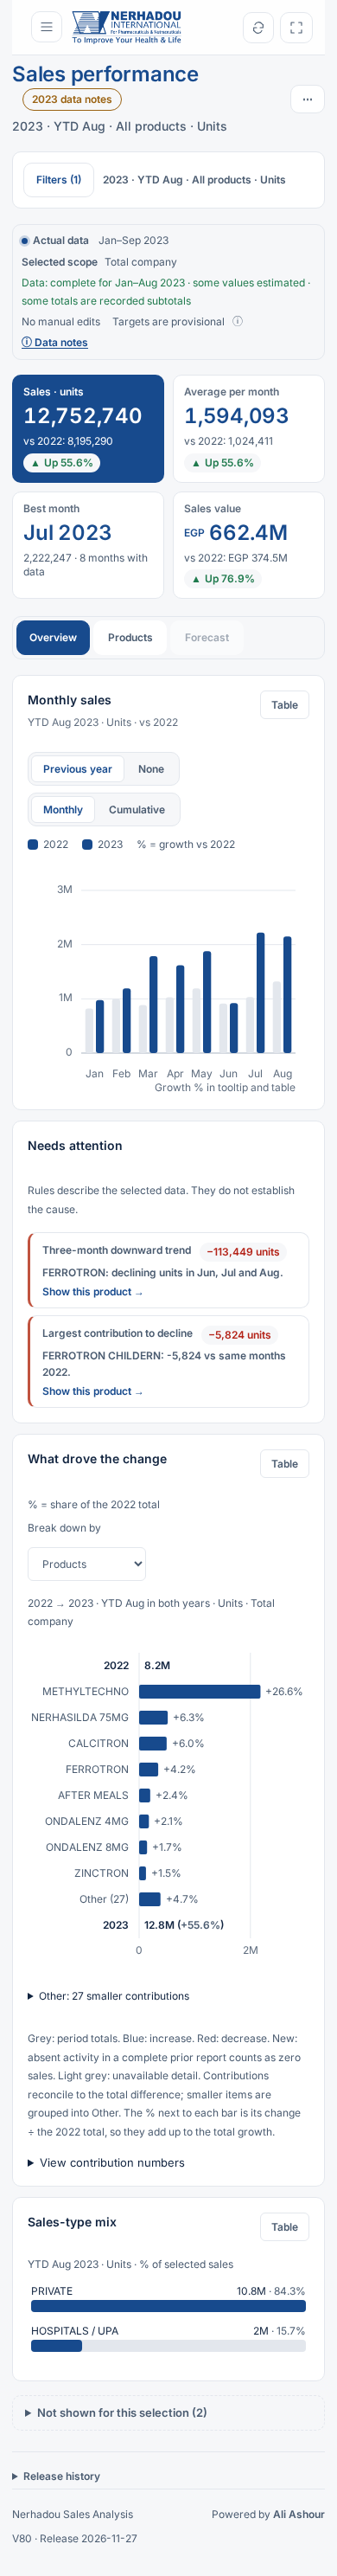 NERHADOU
INTERNATIONAL
for Pharmaceuticals & Nutraceuticals
To Improve Your Health & Life
Sales performance
2023 data notes
...
2023 · YTD Aug · All products · Units
Filters (1)
2023 · YTD Aug · All products · Units
Actual data Jan–Sep 2023
Selected scope Total company
Data: complete for Jan–Aug 2023 · some values estimated ·
some totals are recorded subtotals
No manual edits Targets are provisional ⓘ
ⓘ Data notes
Sales · units
12,752,740
vs 2022: 8,195,290
▲ Up 55.6%
Average per month
1,594,093
vs 2022: 1,024,411
▲ Up 55.6%
Best month
Jul 2023
2,222,247 · 8 months with
data
Sales value
EGP 662.4M
vs 2022: EGP 374.5M
▲ Up 76.9%
Overview
Products
Forecast
Monthly sales
Table
YTD Aug 2023 · Units · vs 2022
Previous year
None
Monthly
Cumulative
2022 2023 % = growth vs 2022
3M
2M
1M
0
Jan Feb Mar Apr May Jun Jul Aug
Growth % in tooltip and table
Needs attention
Rules describe the selected data. They do not establish
the cause.
Three-month downward trend −113,449 units
FERROTRON: declining units in Jun, Jul and Aug.
Show this product →
Largest contribution to decline −5,824 units
FERROTRON CHILDERN: -5,824 vs same months
2022.
Show this product →
What drove the change
Table
% = share of the 2022 total
Break down by
Products
2022 → 2023 · YTD Aug in both years · Units · Total
company
2022 8.2M
METHYLTECHNO +26.6%
NERHASILDA 75MG +6.3%
CALCITRON +6.0%
FERROTRON +4.2%
AFTER MEALS +2.4%
ONDALENZ 4MG +2.1%
ONDALENZ 8MG +1.7%
ZINCTRON +1.5%
Other (27) +4.7%
2023 12.8M (+55.6%)
0 2M
▶ Other: 27 smaller contributions
Grey: period totals. Blue: increase. Red: decrease. New:
absent activity in a complete prior report counts as zero
sales. Light grey: unavailable detail. Contributions
reconcile to the total difference; smaller items are
grouped into Other. The % next to each bar is its change
÷ the 2022 total, so they add up to the total growth.
▶ View contribution numbers
Sales-type mix
Table
YTD Aug 2023 · Units · % of selected sales
PRIVATE 10.8M · 84.3%
HOSPITALS / UPA 2M · 15.7%
▶ Not shown for this selection (2)
▶ Release history
Nerhadou Sales Analysis
Powered by Ali Ashour
V80 · Release 2026-11-27